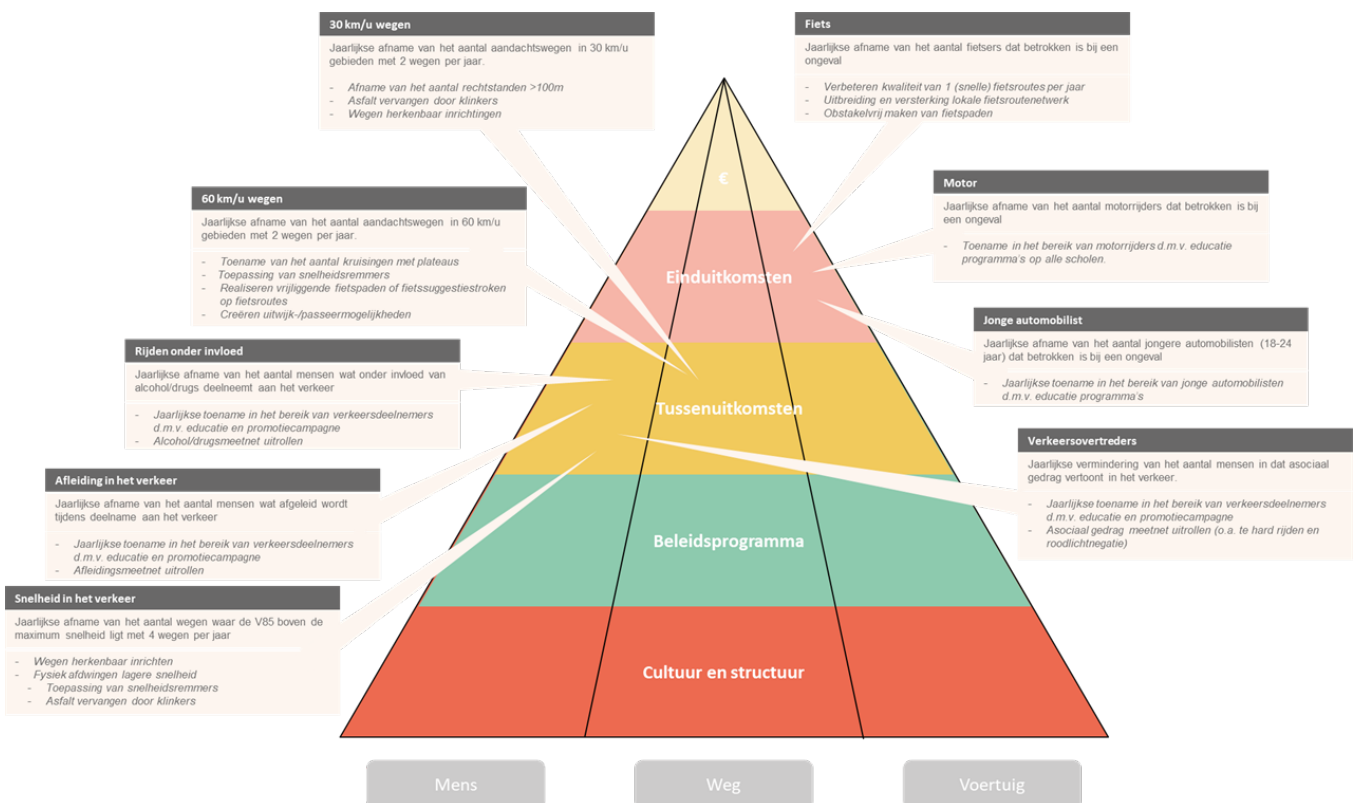 30 km/u wegen
Jaarlijkse afname van het aantal aandachtswegen in 30 km/u
gebieden met 2 wegen per jaar.
- Afname van het aantal rechtstanden >100m
- Asfalt vervangen door klinkers
- Wegen herkenbaar inrichtingen
Fiets
Jaarlijkse afname van het aantal fietsers dat betrokken is bij een
ongeval
- Verbeteren kwaliteit van 1 (snelle) fietsroutes per jaar
- Uitbreiding en versterking lokale fietsroutenetwerk
- Obstakelvrij maken van fietspaden
60 km/u wegen
Jaarlijkse afname van het aantal aandachtswegen in 60 km/u
gebieden met 2 wegen per jaar.
- Toename van het aantal kruisingen met plateaus
- Toepassing van snelheidsremmers
- Realiseren vrijliggende fietspaden of fietssuggestiestroken
op fietsroutes
- Creëren uitwijk-/passeermogelijkheden
Motor
Jaarlijkse afname van het aantal motorrijders dat betrokken is bij
een ongeval
- Toename in het bereik van motorrijders d.m.v. educatie
programma's op alle scholen.
Rijden onder invloed
Jaarlijkse afname van het aantal mensen wat onder invloed van
alcohol/drugs deelneemt aan het verkeer
- Jaarlijkse toename in het bereik van verkeersdeelnemers
d.m.v. educatie en promotiecampagne
- Alcohol/drugsmeetnet uitrollen
Jonge automobilist
Jaarlijkse afname van het aantal jongere automobilisten (18-24
jaar) dat betrokken is bij een ongeval
- Jaarlijkse toename in het bereik van jonge automobilisten
d.m.v. educatie programma's
Afleiding in het verkeer
Jaarlijkse afname van het aantal mensen wat afgeleid wordt
tijdens deelname aan het verkeer
- Jaarlijkse toename in het bereik van verkeersdeelnemers
d.m.v. educatie en promotiecampagne
- Afleidingsmeetnet uitrollen
Verkeersovertreders
Jaarlijkse vermindering van het aantal mensen in dat asociaal
gedrag vertoont in het verkeer.
- Jaarlijkse toename in het bereik van verkeersdeelnemers
d.m.v. educatie en promotiecampagne
- Asociaal gedrag meetnet uitrollen (o.a. te hard rijden en
roodlichtnegatie)
Snelheid in het verkeer
Jaarlijkse afname van het aantal wegen waar de V85 boven de
maximum snelheid ligt met 4 wegen per jaar
- Wegen herkenbaar inrichten
- Fysiek afdwingen lagere snelheid
- Toepassing van snelheidsremmers
- Asfalt vervangen door klinkers
€
Einduitkomsten
Tussenuitkomsten
Beleidsprogramma
Cultuur en structuur
Mens
Weg
Voertuig